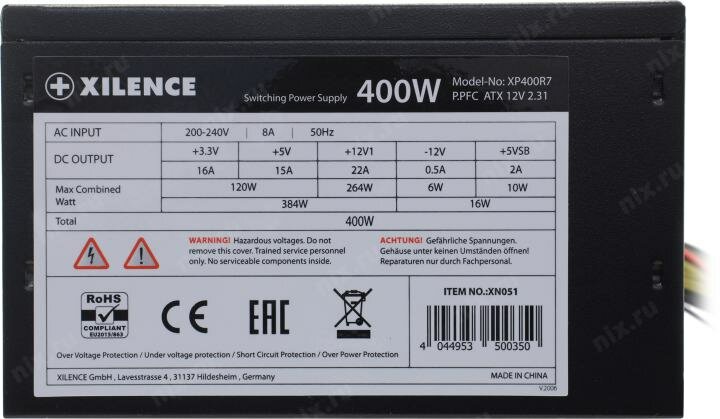 XILENCE
Switching Power Supply 400W
Model-No: XP400R7
P.PFC ATX 12V 2.31
AC INPUT 200-240V 8A 50Hz
DC OUTPUT +3.3V +5V +12V1 -12V +5VSB
16A 15A 22A 0.5A 2A
Max Combined Watt 120W 264W 6W 10W
384W 16W
Total 400W
WARNING! Hazardous voltages. Do not
remove this cover. Trained service personnel
only. No serviceable components inside.
ACHTUNG! Gefährliche Spannungen.
Gehäuse unter keinen Umständen öffnen!
Reparaturen nur durch Fachpersonal.
RoHS
COMPLIANT
EU2015/863
CE
EAC
ITEM NO.:XN051
4 044953 500350
Over Voltage Protection / Under voltage protection / Short Circuit Protection / Over Power Protection
XILENCE GmbH , Lavesstrasse 4 , 31137 Hildesheim , Germany
MADE IN CHINA
V.2006
nix.ru